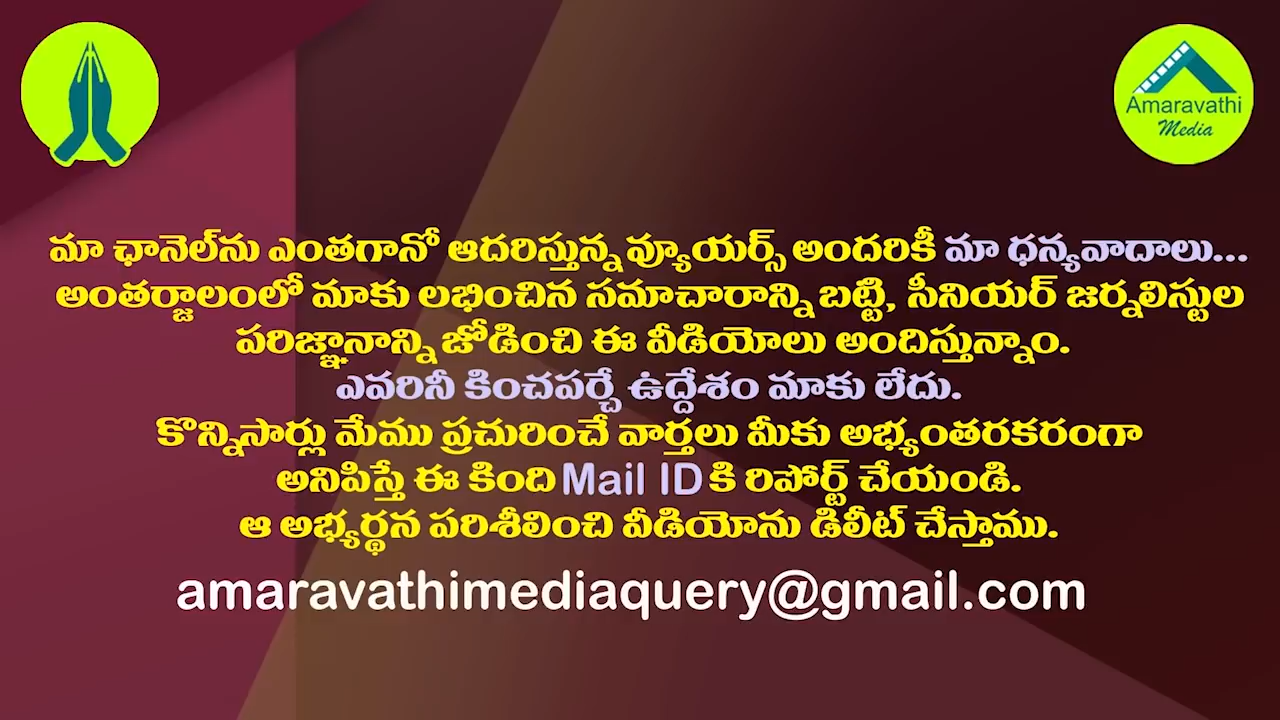 Amaravathi
Media
మా ఛానెల్‌ను ఎంతగానో ఆదరిస్తున్న వ్యూయర్స్ అందరికీ మా ధన్యవాదాలు...
అంతర్జాలంలో మాకు లభించిన సమాచారాన్ని బట్టి, సీనియర్ జర్నలిస్టుల
పరిజ్ఞానాన్ని జోడించి ఈ వీడియోలు అందిస్తున్నాం.
ఎవరినీ కించపర్చే ఉద్దేశం మాకు లేదు.
కొన్నిసార్లు మేము ప్రచురించే వార్తలు మీకు అభ్యంతరకరంగా
అనిపిస్తే ఈ కింది Mail ID కి రిపోర్ట్ చేయండి.
ఆ అభ్యర్థన పరిశీలించి వీడియోను డిలీట్ చేస్తాము.
amaravathimediaquery@gmail.com